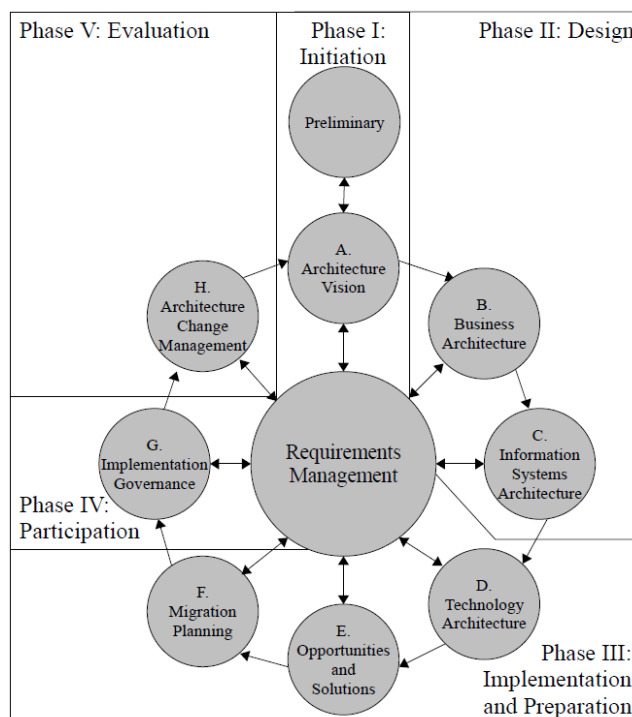 Phase V: Evaluation
Phase I:
Initiation
Phase II: Design
Preliminary
A.
Architecture
Vision
H.
Architecture
Change
Management
B.
Business
Architecture
Requirements
Management
G.
Implementation
Governance
C.
Information
Systems
Architecture
Phase IV:
Participation
F.
Migration
Planning
E.
Opportunities
and
Solutions
D.
Technology
Architecture
Phase III:
Implementation
and Preparation